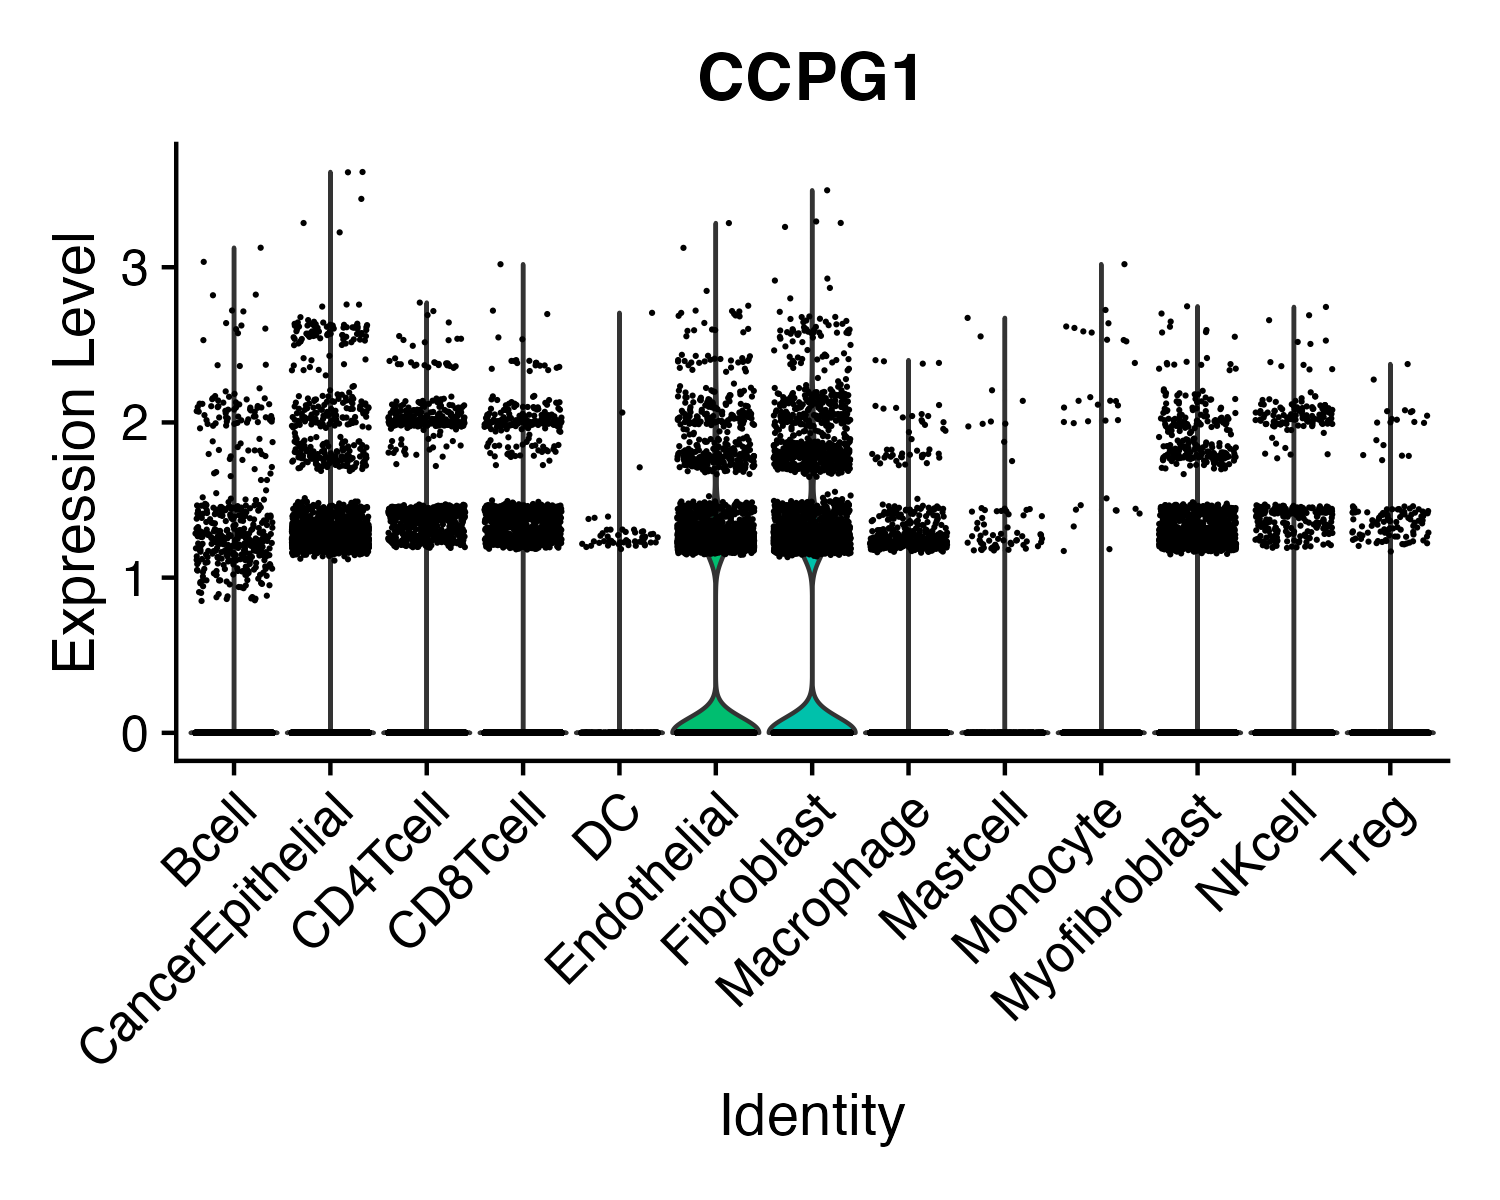 CCPG1
Expression Level
3
2
1
0
Bcell
CancerEpithelial
CD4Tcell
CD8Tcell
DC
Endothelial
Fibroblast
Macrophage
Mastcell
Monocyte
Myofibroblast
NKcell
Treg
Identity